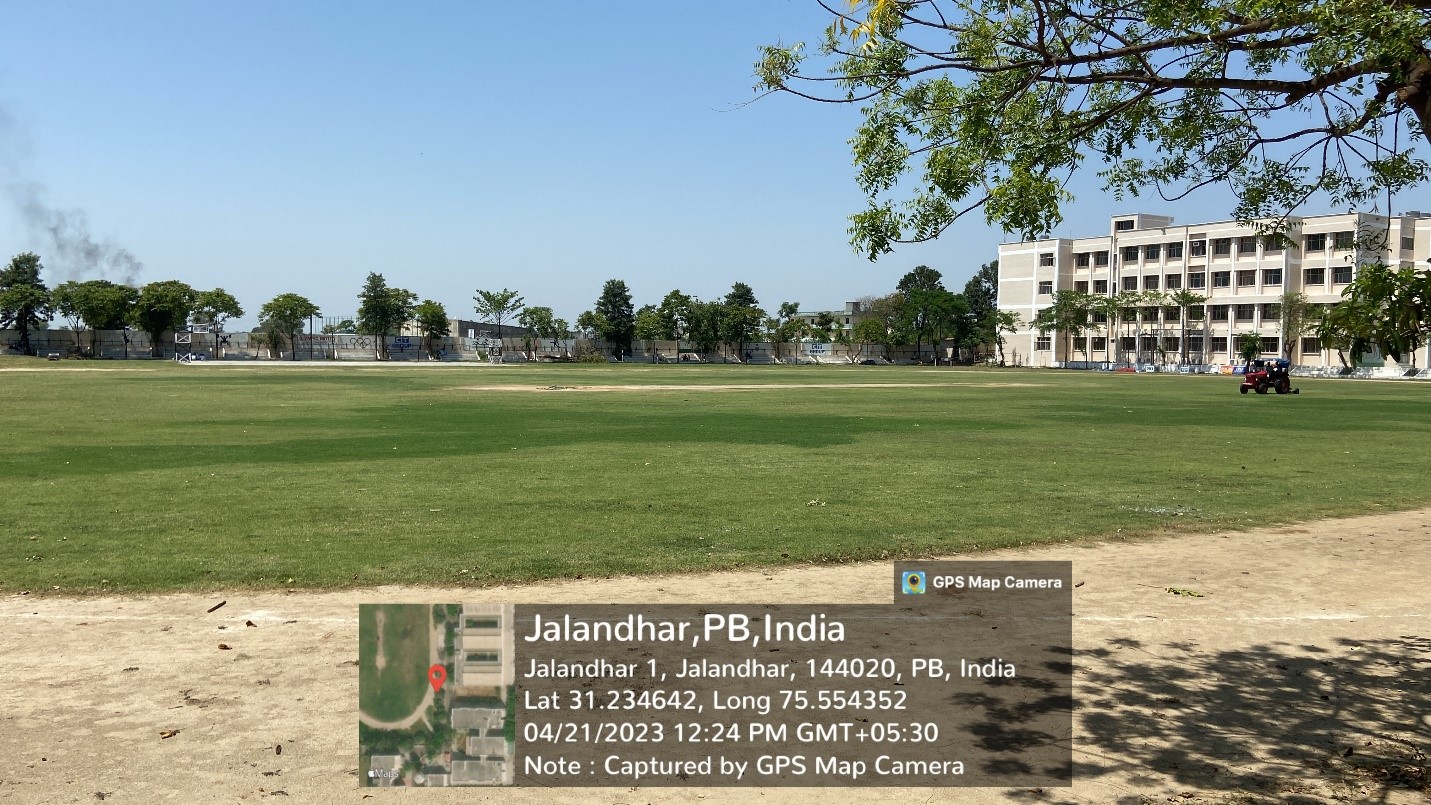 GPS Map Camera
Jalandhar,PB,India
Jalandhar 1, Jalandhar, 144020, PB, India
Lat 31.234642, Long 75.554352
04/21/2023 12:24 PM GMT+05:30
Note : Captured by GPS Map Camera
Maps